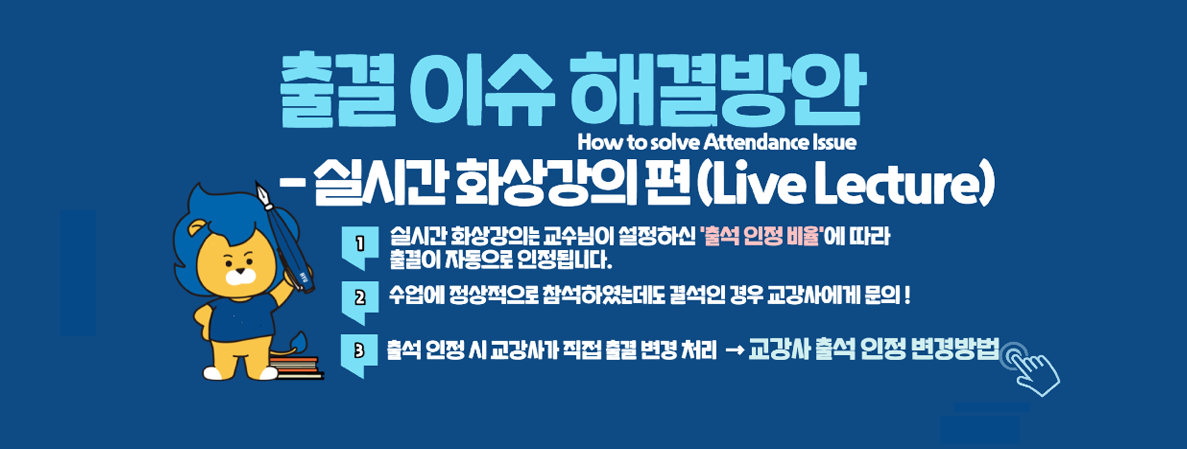 출결 이슈 해결방안
How to solve Attendance Issue
- 실시간 화상강의 편 (Live Lecture)
1 실시간 화상강의는 교수님이 설정하신 '출석 인정 비율'에 따라
출결이 자동으로 인정됩니다.
2 수업에 정상적으로 참석하였는데도 결석인 경우 교강사에게 문의 !
3 출석 인정 시 교강사가 직접 출결 변경 처리 → 교강사 출석 인정 변경방법